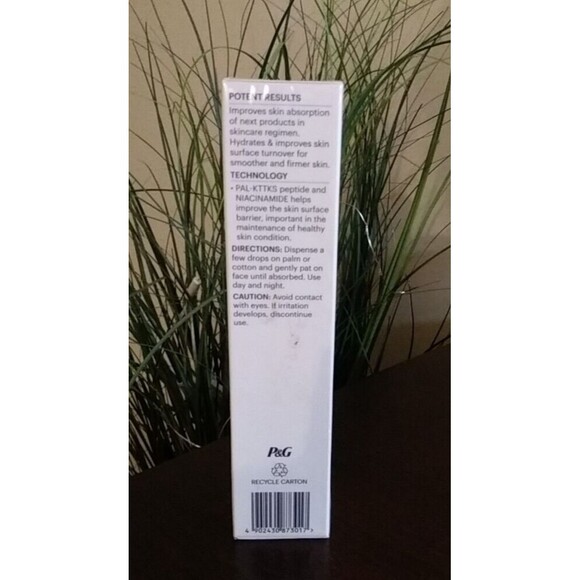 POTENT RESULTS
Improves skin absorption
of next products in
skincare regimen.
Hydrates & improves skin
surface turnover for
smoother and firmer skin.
TECHNOLOGY
• PAL-KTTKS peptide and
NIACINAMIDE helps
improve the skin surface
barrier, important in the
maintenance of healthy
skin condition.
DIRECTIONS: Dispense a
few drops on palm or
cotton and gently pat on
face until absorbed. Use
day and night.
CAUTION: Avoid contact
with eyes. If irritation
develops, discontinue
use.
P&G
RECYCLE CARTON
4 902430 873017 >